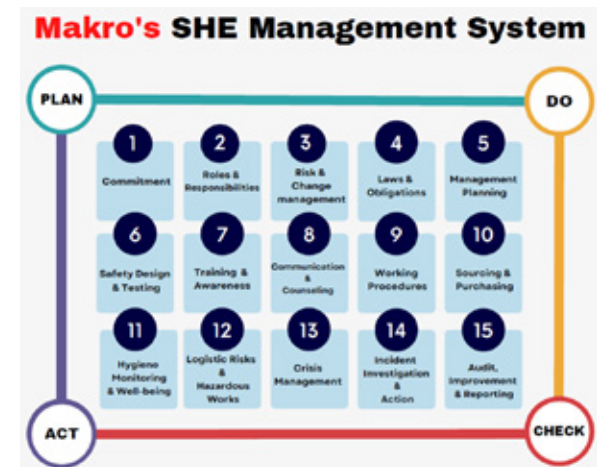 Makro's SHE Management System
PLAN
DO
1
Commitment
2
Roles &
Responsibilities
3
Risk &
Change
management
4
Laws &
Obligations
5
Management
Planning
6
Safety Design
& Testing
7
Training &
Awareness
8
Communication
&
Counseling
9
Working
Procedures
10
Sourcing &
Purchasing
11
Hygiene
Monitoring
& Well-being
12
Logistic Risks
&
Hazardous
Works
13
Crisis
Management
14
Incident
Investigation
&
Action
15
Audit,
Improvement
& Reporting
ACT
CHECK